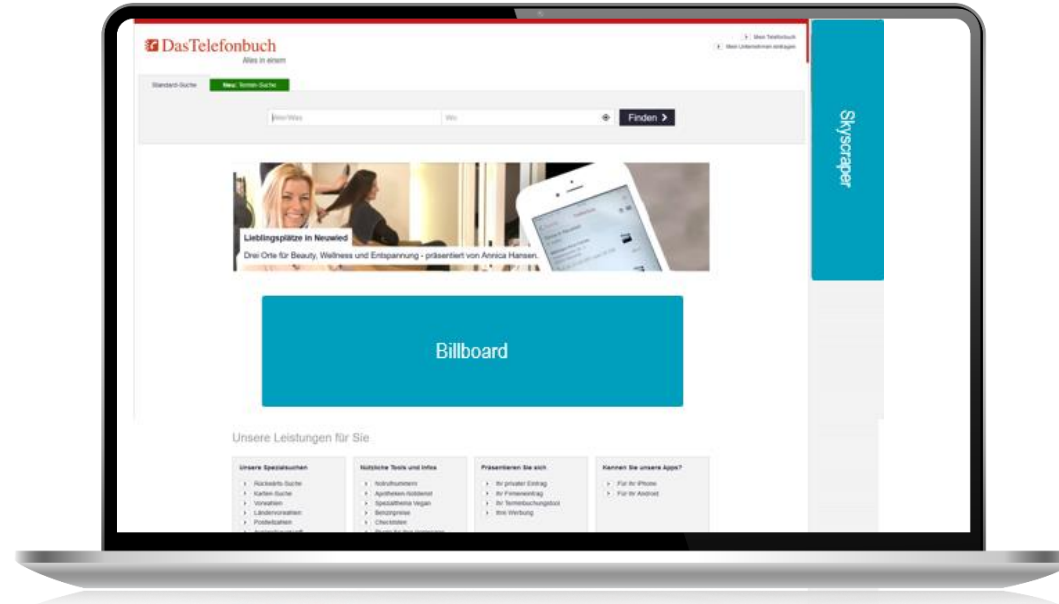 DasTelefonbuch
Alles in einem
Mein Telefonbuch
Mein Unternehmen eintragen
Standard-Suche
Neu: Termin-Suche
Wer/Was
Wo
Finden
Skyscraper
Lieblingsplätze in Neuwied
Drei Orte für Beauty, Wellness und Entspannung - präsentiert von Annica Hansen.
Billboard
Unsere Leistungen für Sie
Unsere Spezialsuchen
Rückwärts-Suche
Karten-Suche
Vorwahlen
Ländervorwahlen
Postleitzahlen
Nützliche Tools und Infos
Notrufnummern
Apotheken-Notdienst
Spezialthema Vegan
Benzinpreise
Checklisten
Präsentieren Sie sich
Ihr privater Eintrag
Ihr Firmeneintrag
Ihr Terminbuchungstool
Ihre Werbung
Kennen Sie unsere Apps?
Für Ihr iPhone
Für Ihr Android